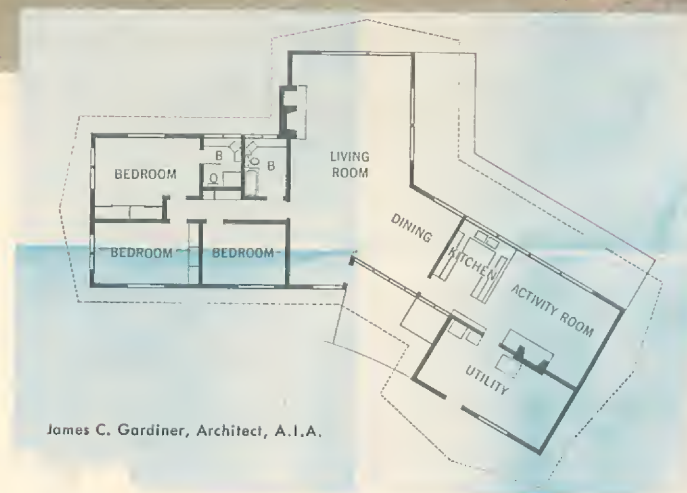 BEDROOM
B
B
LIVING
ROOM
BEDROOM
BEDROOM
DINING
KITCHEN
ACTIVITY ROOM
UTILITY
James C. Gardiner, Architect, A.I.A.